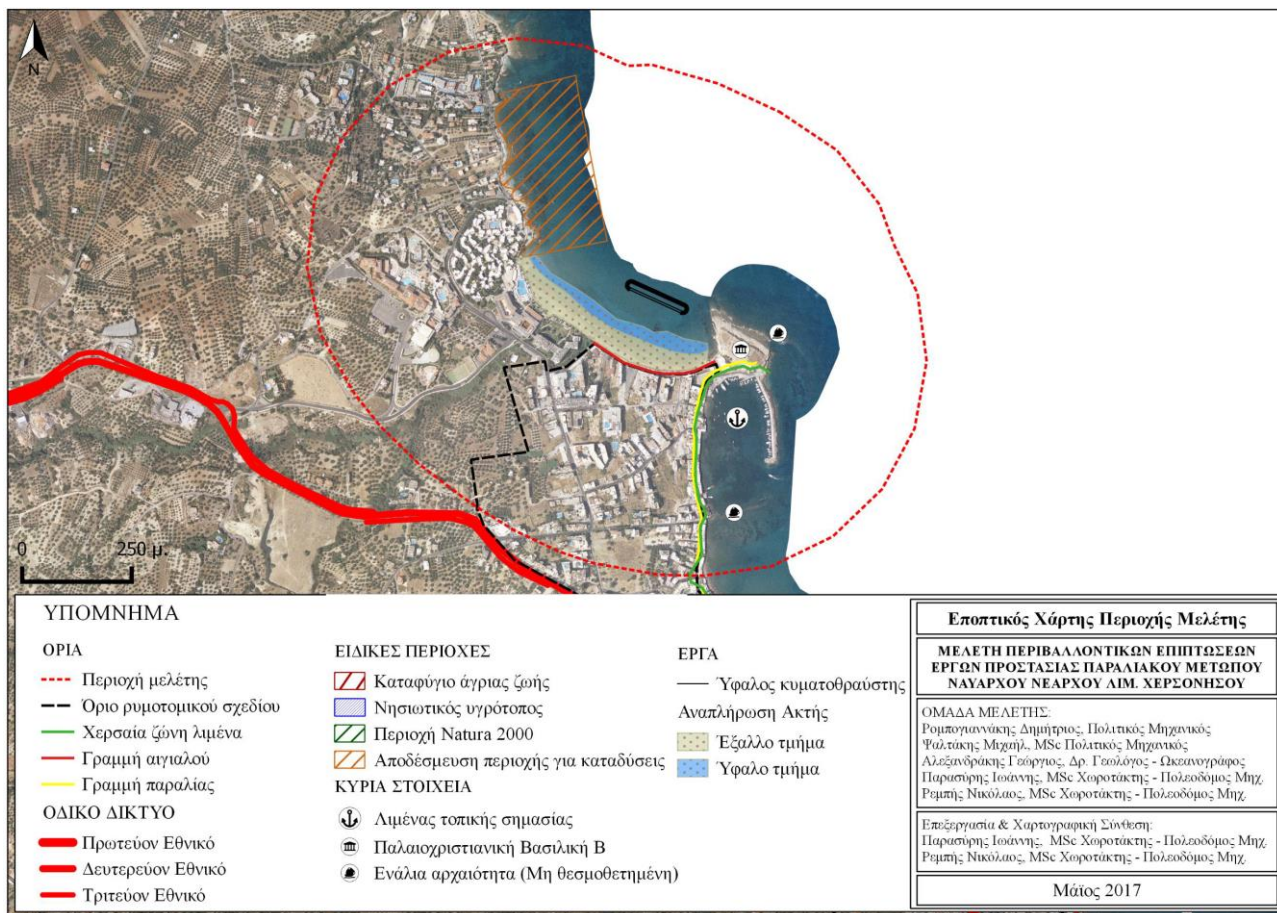 N
0
250 μ.
ΥΠΟΜΝΗΜΑ
ΟΡΙΑ
Περιοχή μελέτης
Όριο ρυμοτομικού σχεδίου
Χερσαία ζώνη λιμένα
Γραμμή αιγιαλού
Γραμμή παραλίας
ΟΔΙΚΟ ΔΙΚΤΥΟ
Πρωτεύον Εθνικό
Δευτερεύον Εθνικό
Τριτεύον Εθνικό
ΕΙΔΙΚΕΣ ΠΕΡΙΟΧΕΣ
Καταφύγιο άγριας ζωής
Νησιωτικός υγρότοπος
Περιοχή Natura 2000
Αποδέσμευση περιοχής για καταδύσεις
ΚΥΡΙΑ ΣΤΟΙΧΕΙΑ
Λιμένας τοπικής σημασίας
Παλαιοχριστιανική Βασιλική Β
Ενάλια αρχαιότητα (Μη θεσμοθετημένη)
ΕΡΓΑ
Ύφαλος κυματοθραύστης
Αναπλήρωση Ακτής
Έξαλλο τμήμα
Ύφαλο τμήμα
Εποπτικός Χάρτης Περιοχής Μελέτης
ΜΕΛΕΤΗ ΠΕΡΙΒΑΛΛΟΝΤΙΚΩΝ ΕΠΙΠΤΩΣΕΩΝ
ΕΡΓΩΝ ΠΡΟΣΤΑΣΙΑΣ ΠΑΡΑΛΙΑΚΟΥ ΜΕΤΩΠΟΥ
ΝΑΥΑΡΧΟΥ ΝΕΑΡΧΟΥ ΛΙΜ. ΧΕΡΣΟΝΗΣΟΥ
ΟΜΑΔΑ ΜΕΛΕΤΗΣ:
Ρομπογιαννάκης Δημήτριος, Πολιτικός Μηχανικός
Ψαλτάκης Μιχαήλ, MSc Πολιτικός Μηχανικός
Αλεξανδράκης Γεώργιος, Δρ. Γεωλόγος - Ωκεανογράφος
Παρασύρης Ιωάννης, MSc Χωροτάκτης - Πολεοδόμος Μηχ.
Ρεμπής Νικόλαος, MSc Χωροτάκτης - Πολεοδόμος Μηχ.
Επεξεργασία & Χαρτογραφική Σύνθεση:
Παρασύρης Ιωάννης, MSc Χωροτάκτης - Πολεοδόμος Μηχ.
Ρεμπής Νικόλαος, MSc Χωροτάκτης - Πολεοδόμος Μηχ.
Μάϊος 2017